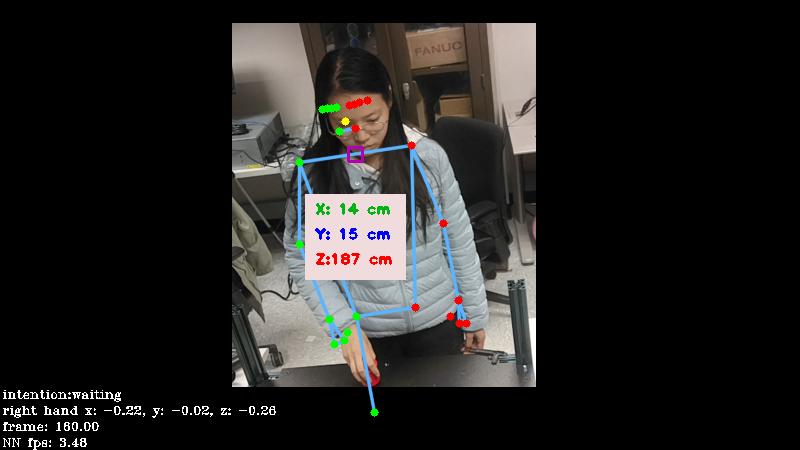 FANUC
X: 14 cm
Y: 15 cm
Z:187 cm
intention:waiting
right hand x: -0.22, y: -0.02, z: -0.26
frame: 160.00
NN fps: 3.48